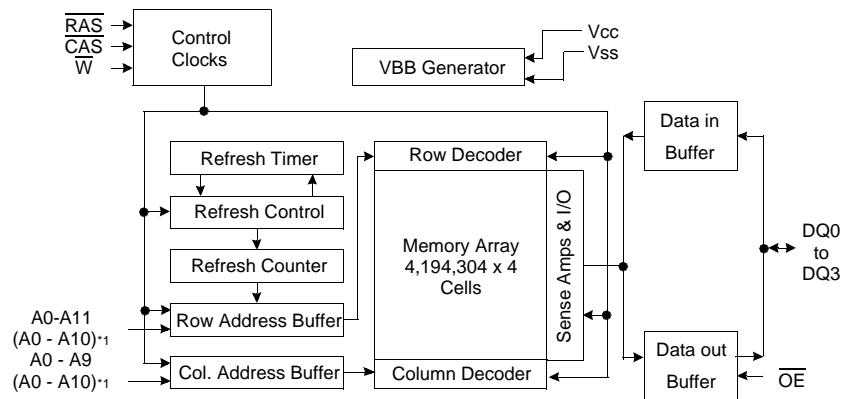 RAS
CAS
W
Control
Clocks
VBB Generator
Vcc
Vss
Refresh Timer
Refresh Control
Refresh Counter
Row Address Buffer
Col. Address Buffer
Row Decoder
Memory Array
4,194,304 x 4
Cells
Column Decoder
Sense Amps & I/O
Data in
Buffer
Data out
Buffer
DQ0
to
DQ3
OE
A0-A11
(A0 - A10)*1
A0 - A9
(A0 - A10)*1